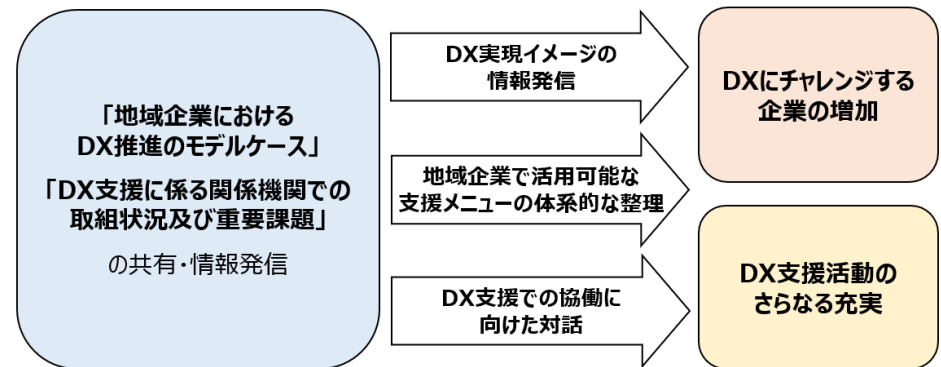 「地域企業における
DX推進のモデルケース」
「DX支援に係る関係機関での
取組状況及び重要課題」
の共有・情報発信
DX実現イメージの
情報発信
地域企業で活用可能な
支援メニューの体系的な整理
DX支援での協働に
向けた対話
DXにチャレンジする
企業の増加
DX支援活動の
さらなる充実